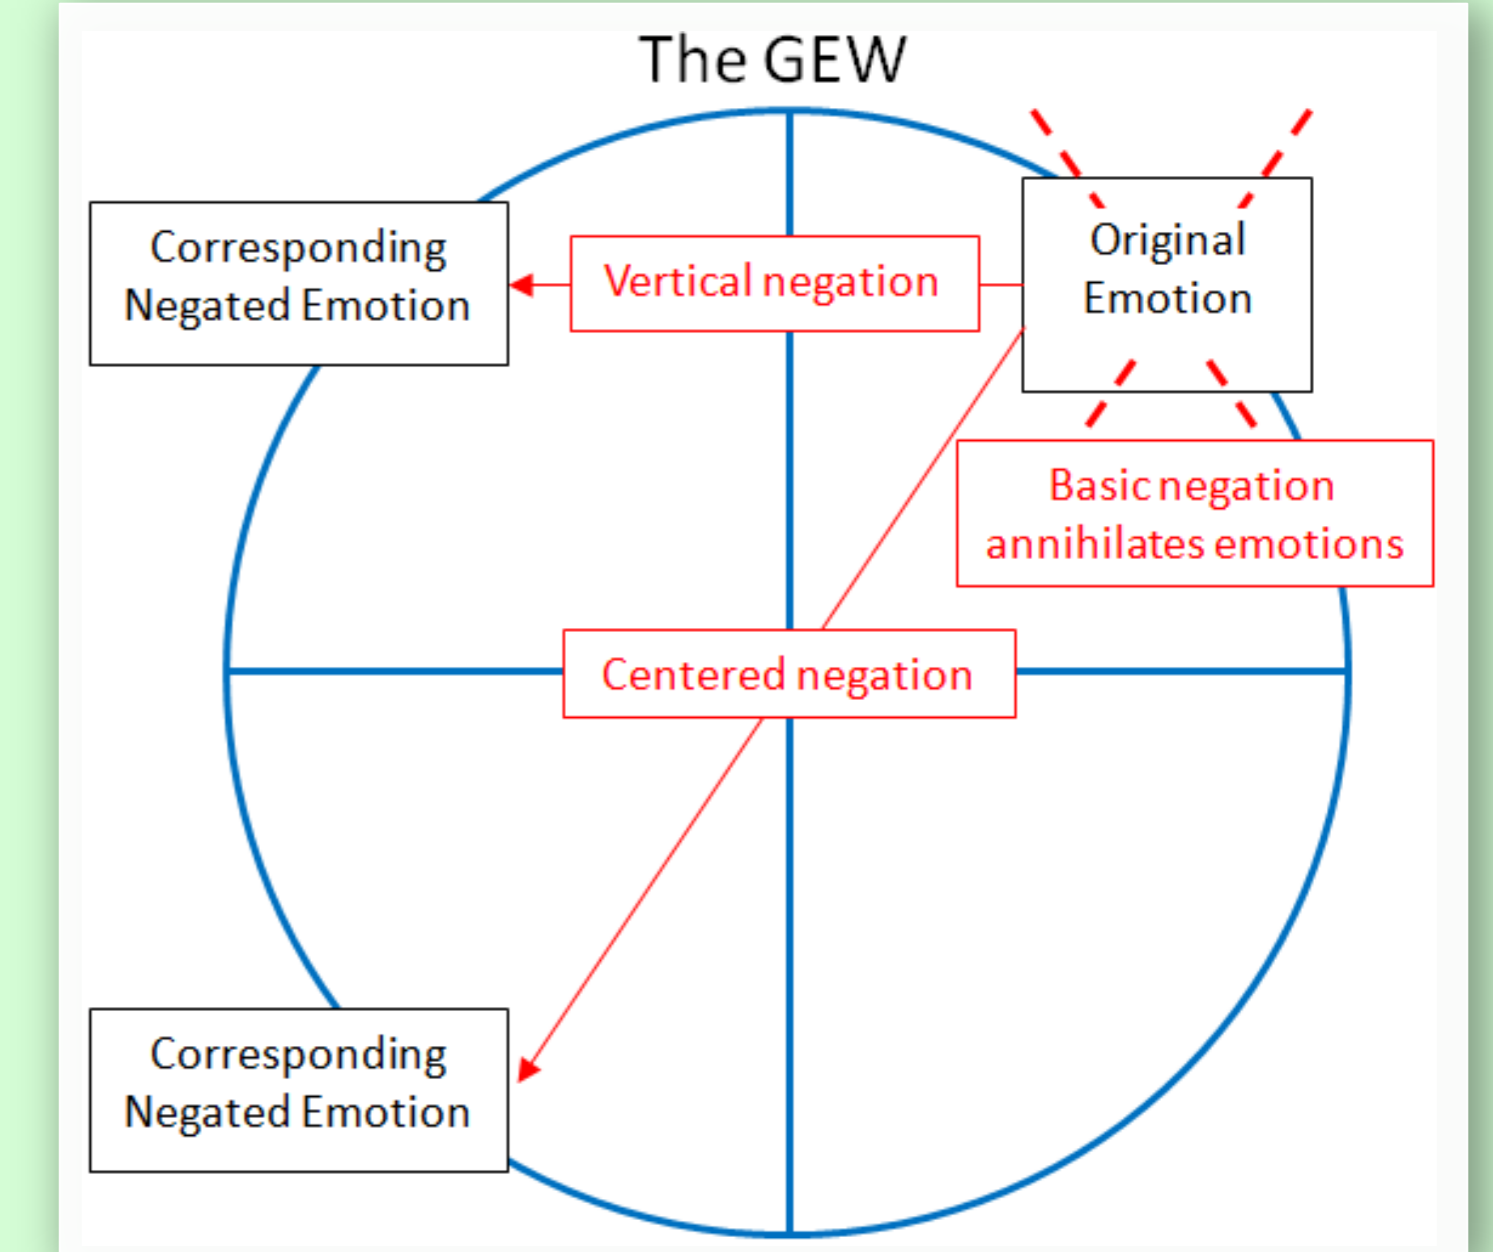 The GEW
Corresponding
Negated Emotion
Vertical negation
Original
Emotion
Basic negation
annihilates emotions
Centered negation
Corresponding
Negated Emotion